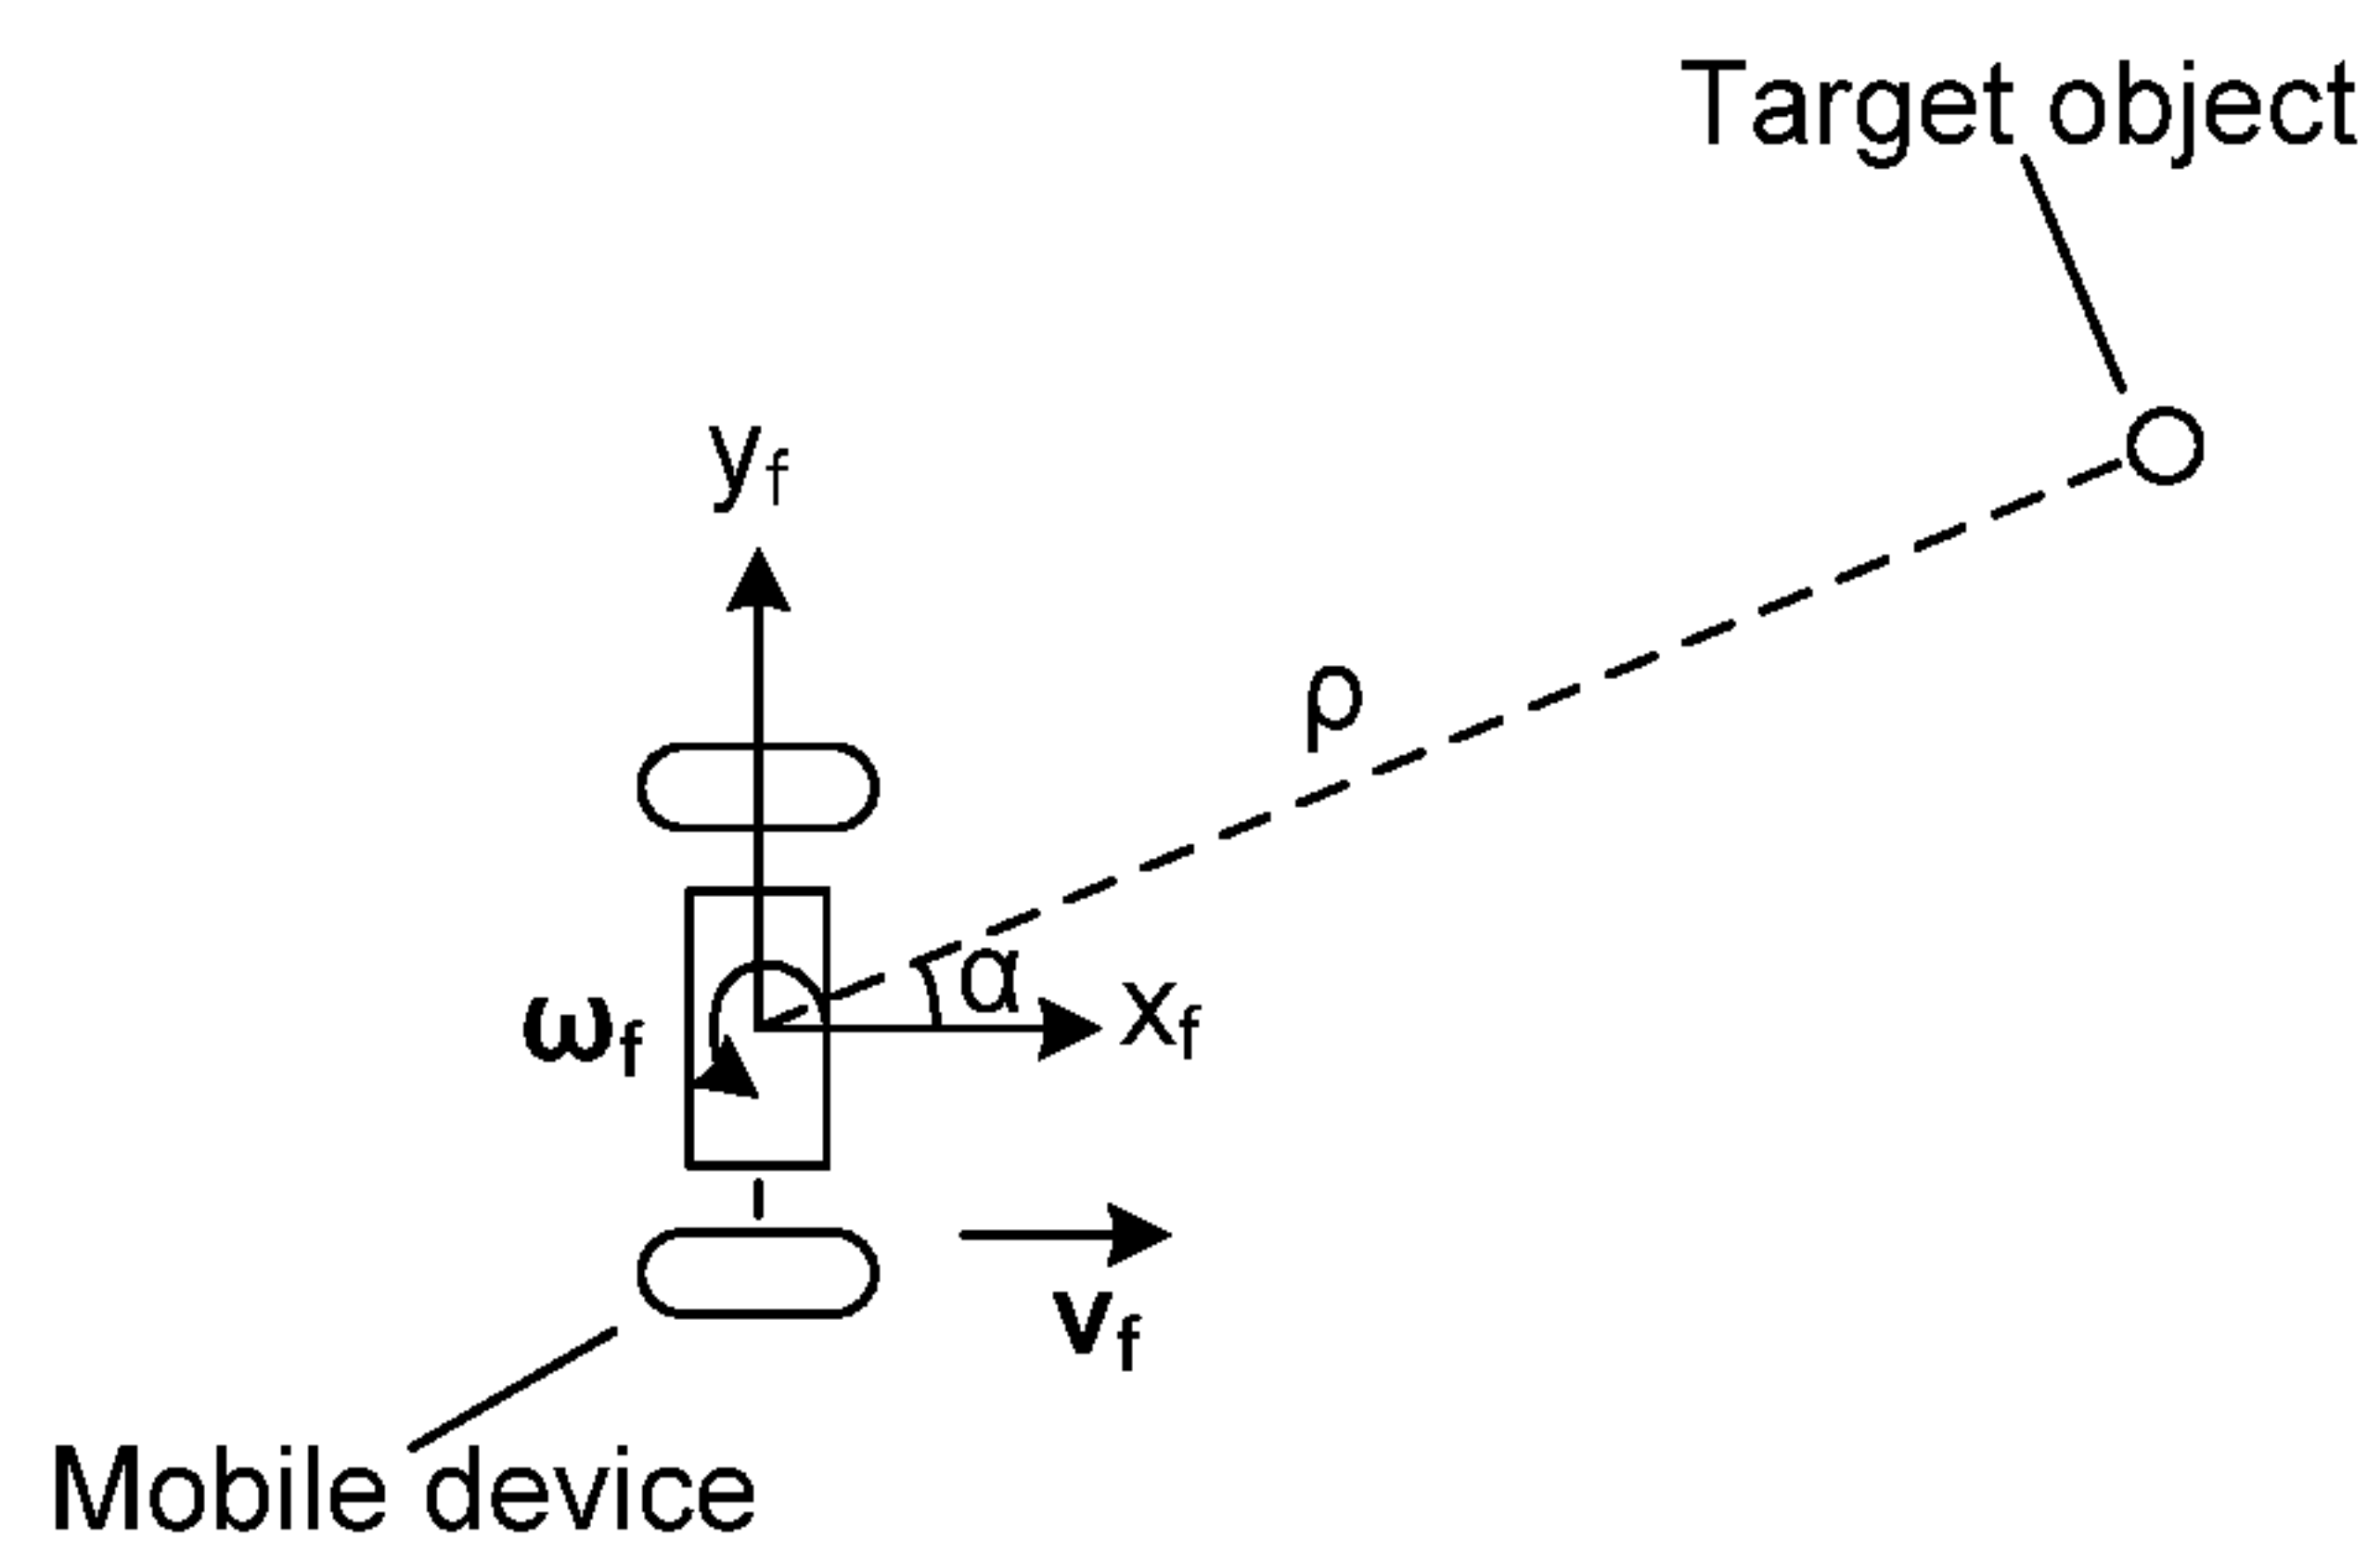 Target object
yf
ρ
α
xf
ωf
vf
Mobile device